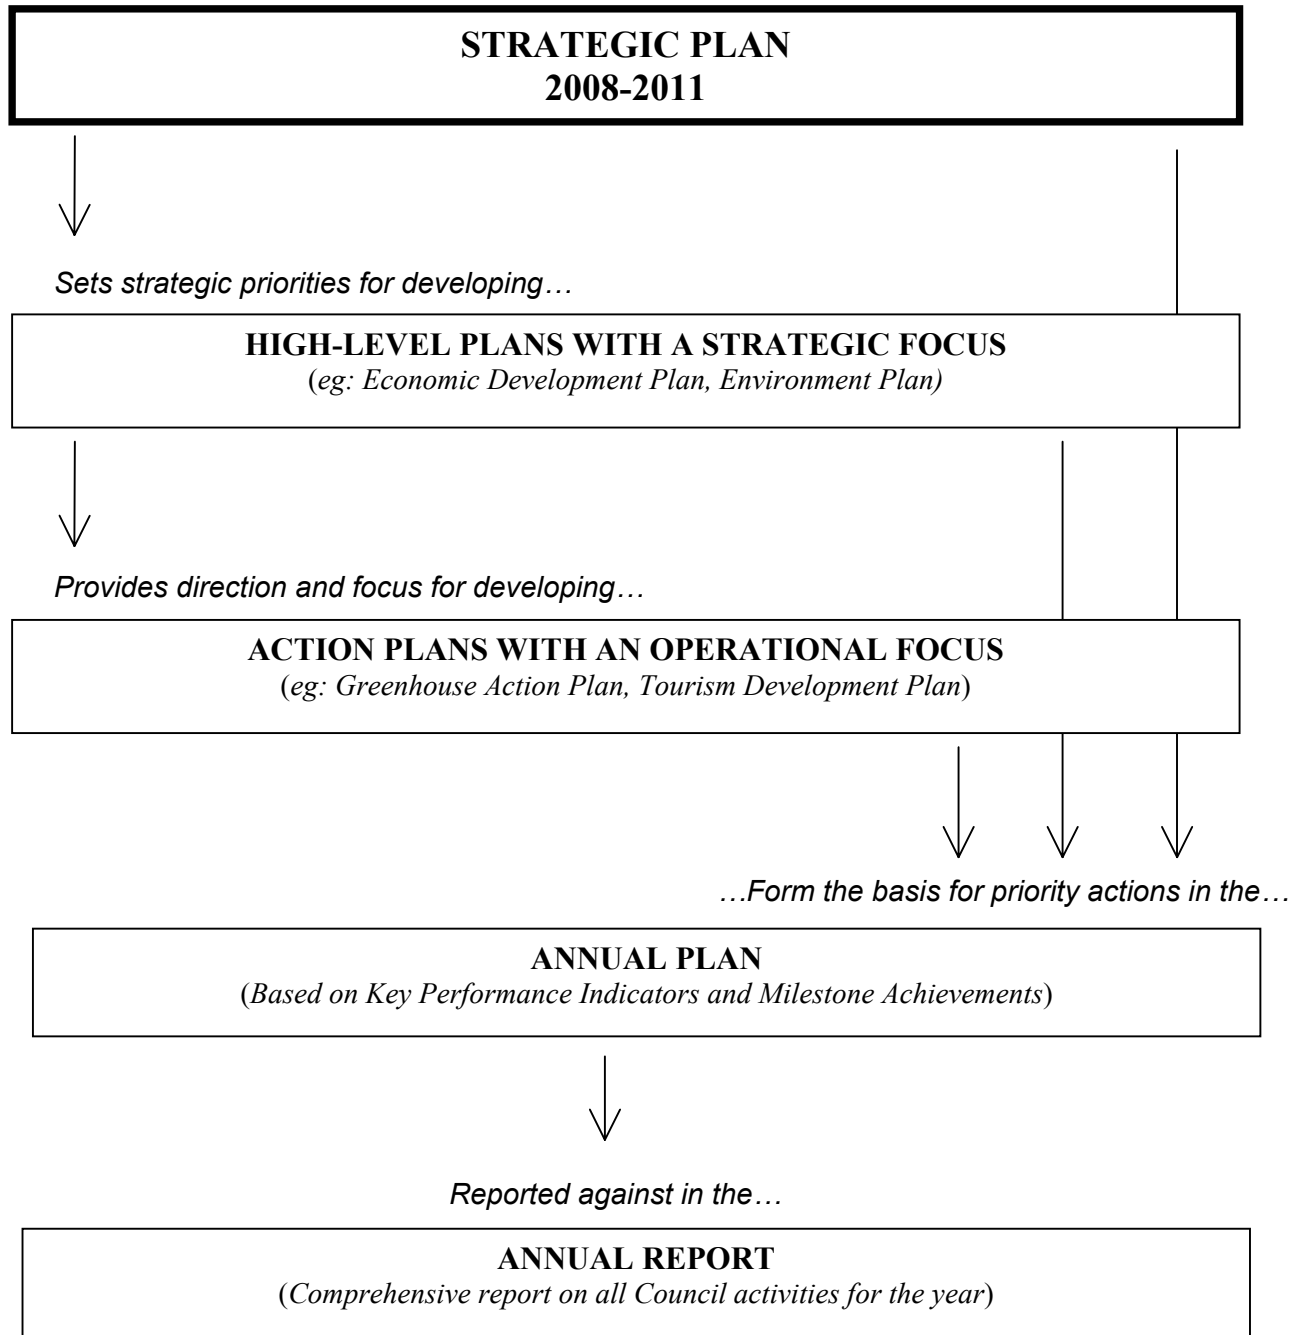 STRATEGIC PLAN
2008-2011
Sets strategic priorities for developing…
HIGH-LEVEL PLANS WITH A STRATEGIC FOCUS
(eg: Economic Development Plan, Environment Plan)
Provides direction and focus for developing…
ACTION PLANS WITH AN OPERATIONAL FOCUS
(eg: Greenhouse Action Plan, Tourism Development Plan)
…Form the basis for priority actions in the…
ANNUAL PLAN
(Based on Key Performance Indicators and Milestone Achievements)
Reported against in the…
ANNUAL REPORT
(Comprehensive report on all Council activities for the year)